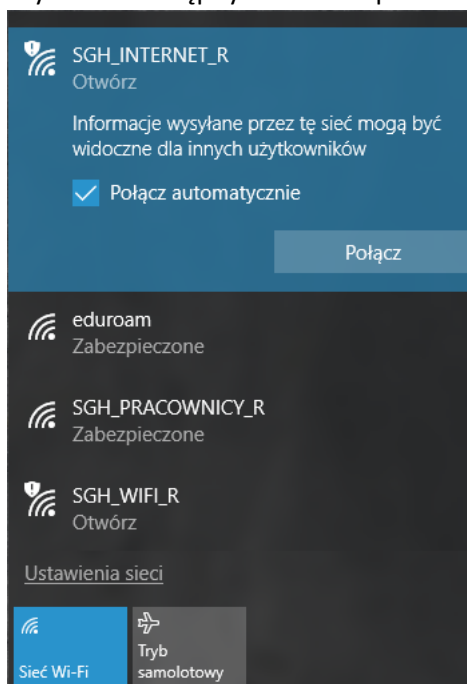 SGH_INTERNET_R
Otwórz
Informacje wysyłane przez tę sieć mogą być
widoczne dla innych użytkowników
Połącz automatycznie
Połącz
eduroam
Zabezpieczone
SGH_PRACOWNICY_R
Zabezpieczone
SGH_WIFI_R
Otwórz
Ustawienia sieci
Sieć Wi-Fi
Tryb
samolotowy